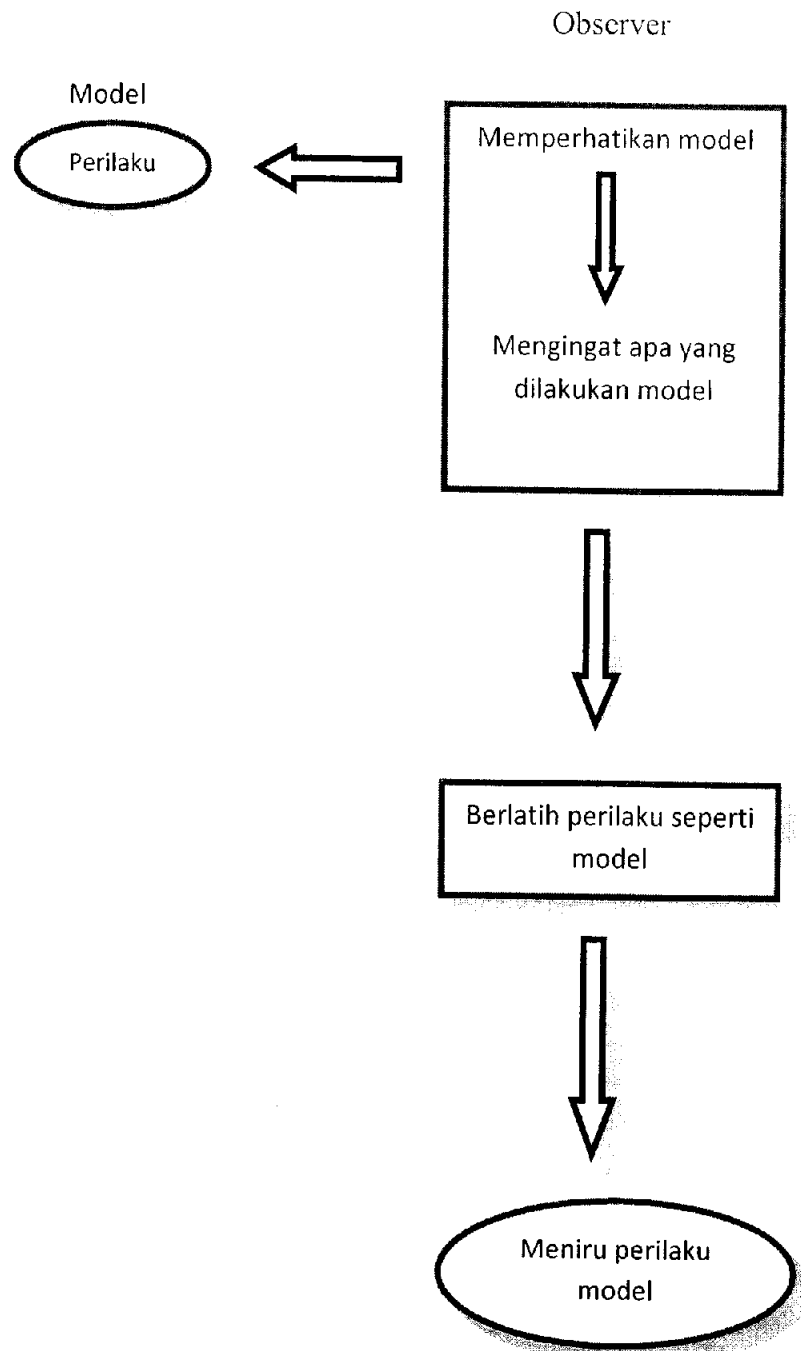 Observer
Model
Perilaku
Memperhatikan model
Mengingat apa yang
dilakukan model
Berlatih perilaku seperti
model
Meniru perilaku
model